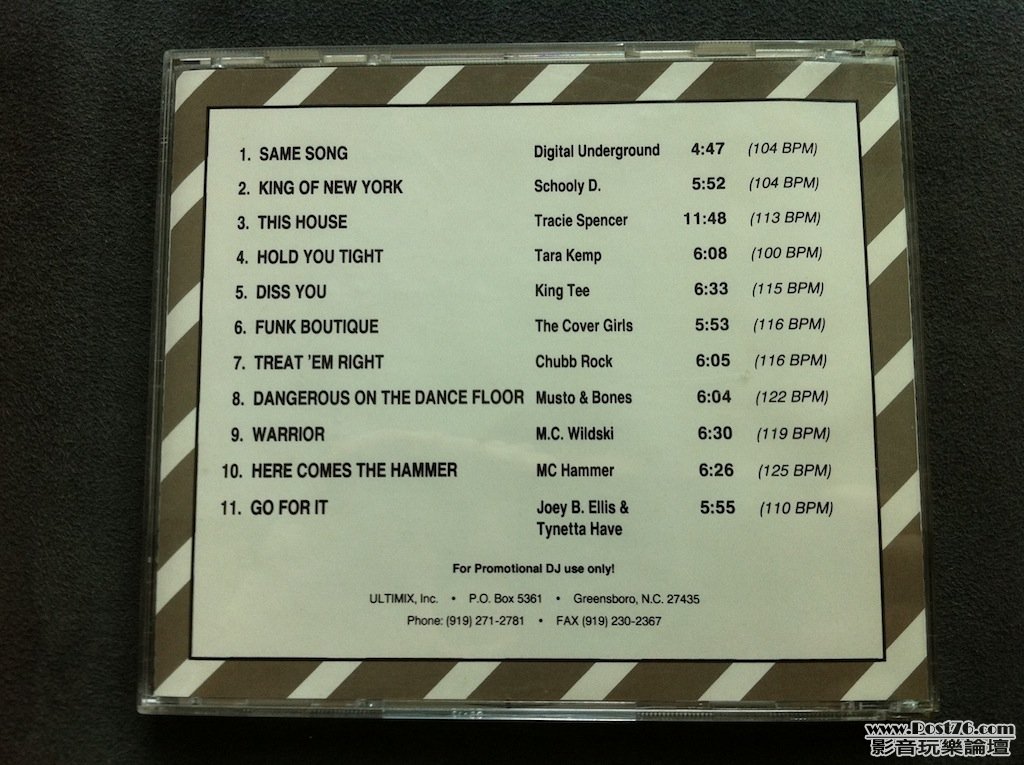 1. SAME SONG Digital Underground 4:47 (104 BPM)
2. KING OF NEW YORK Schooly D. 5:52 (104 BPM)
3. THIS HOUSE Tracie Spencer 11:48 (113 BPM)
4. HOLD YOU TIGHT Tara Kemp 6:08 (100 BPM)
5. DISS YOU King Tee 6:33 (115 BPM)
6. FUNK BOUTIQUE The Cover Girls 5:53 (116 BPM)
7. TREAT 'EM RIGHT Chubb Rock 6:05 (116 BPM)
8. DANGEROUS ON THE DANCE FLOOR Musto & Bones 6:04 (122 BPM)
9. WARRIOR M.C. Wildski 6:30 (119 BPM)
10. HERE COMES THE HAMMER MC Hammer 6:26 (125 BPM)
11. GO FOR IT Joey B. Ellis & 5:55 (110 BPM)
Tynetta Have
For Promotional DJ use only!
ULTIMIX, Inc. • P.O. Box 5361 • Greensboro, N.C. 27435
Phone: (919) 271-2781 • FAX (919) 230-2367
www.Post76.com
影音玩樂論壇